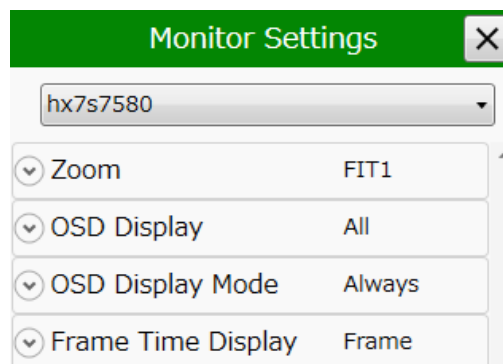 Monitor Settings
hx7s7580
Zoom FIT1
OSD Display All
OSD Display Mode Always
Frame Time Display Frame